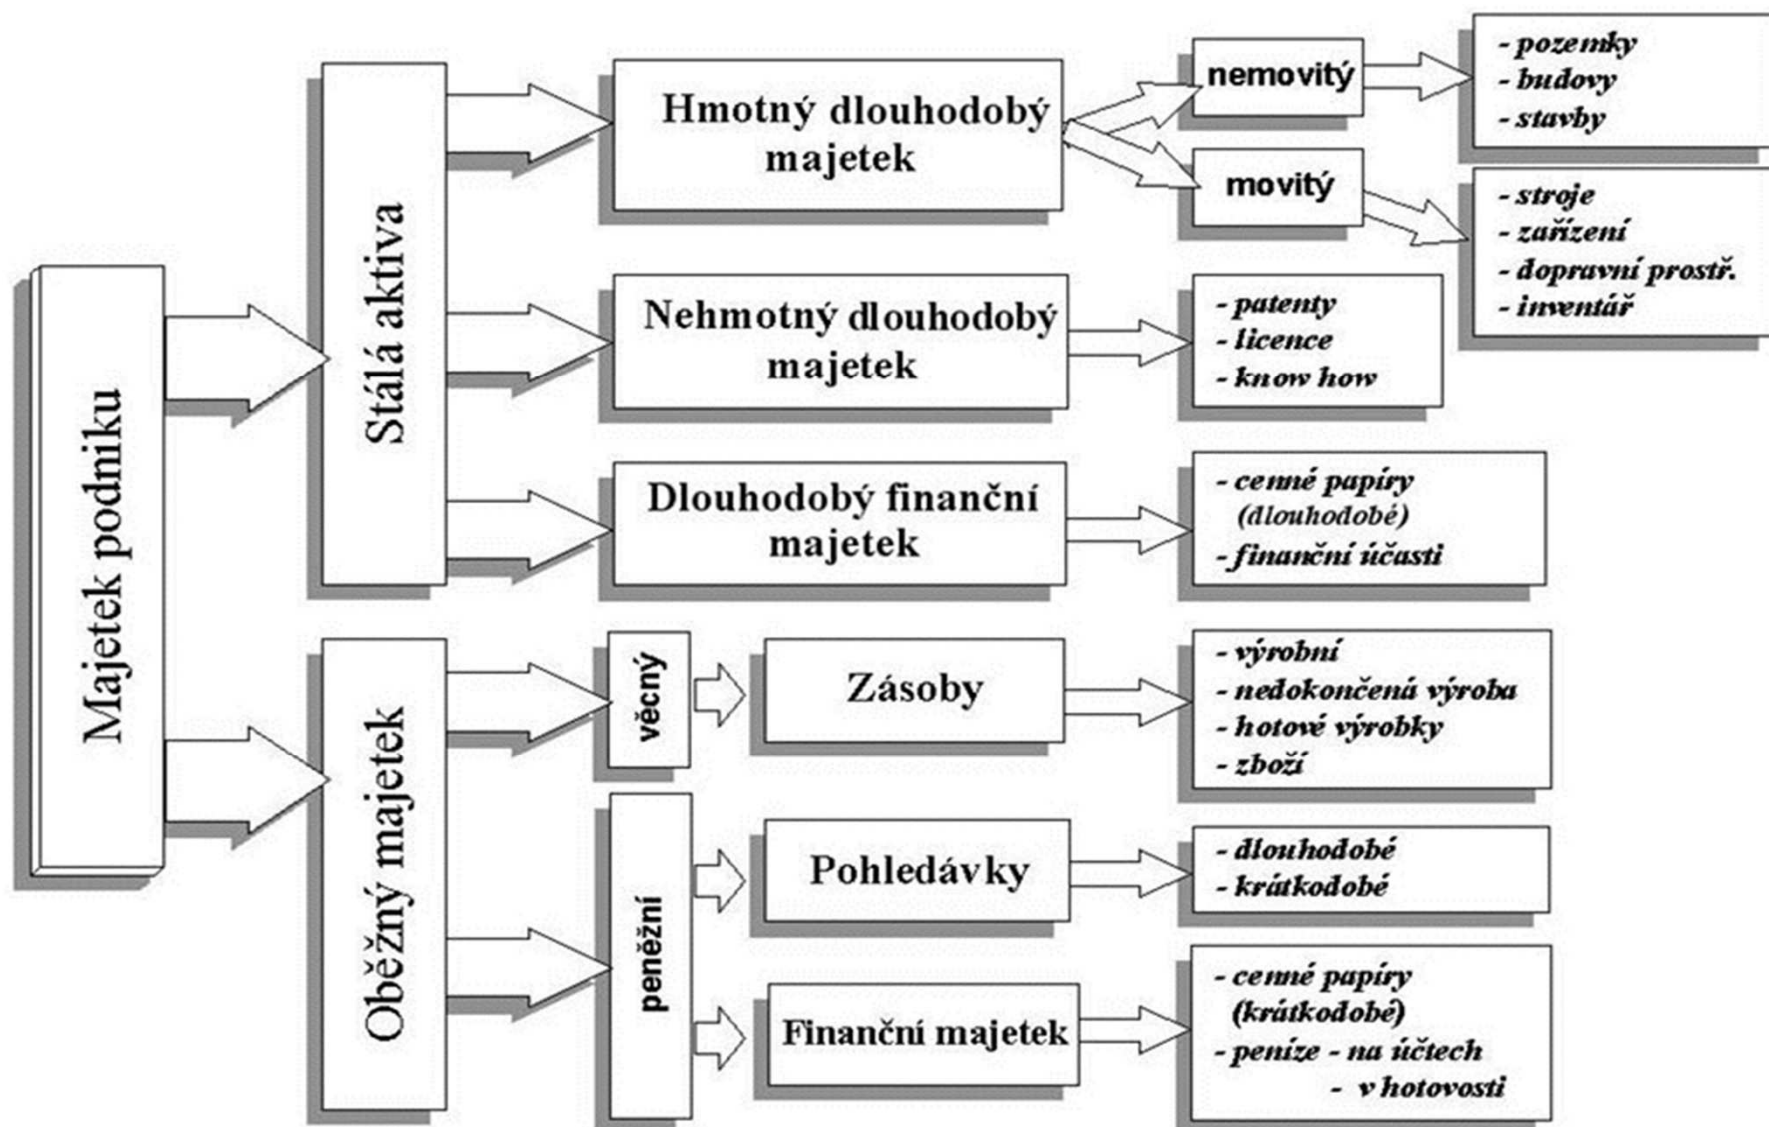 Majetek podniku
Stálá aktiva
Hmotný dlouhodobý
majetek
nemovitý
- pozemky
- budovy
- stavby
movitý
- stroje
- zařízení
- dopravní prostř.
- inventář
Nehmotný dlouhodobý
majetek
- patenty
- licence
- know how
Dlouhodobý finanční
majetek
- cenné papíry
(dlouhodobé)
- finanční účasti
Oběžný majetek
věcný
Zásoby
- výrobní
- nedokončená výroba
- hotové výrobky
- zboží
peněžní
Pohledávky
- dlouhodobé
- krátkodobé
Finanční majetek
- cenné papíry
(krátkodobé)
- peníze - na účtech
- v hotovosti